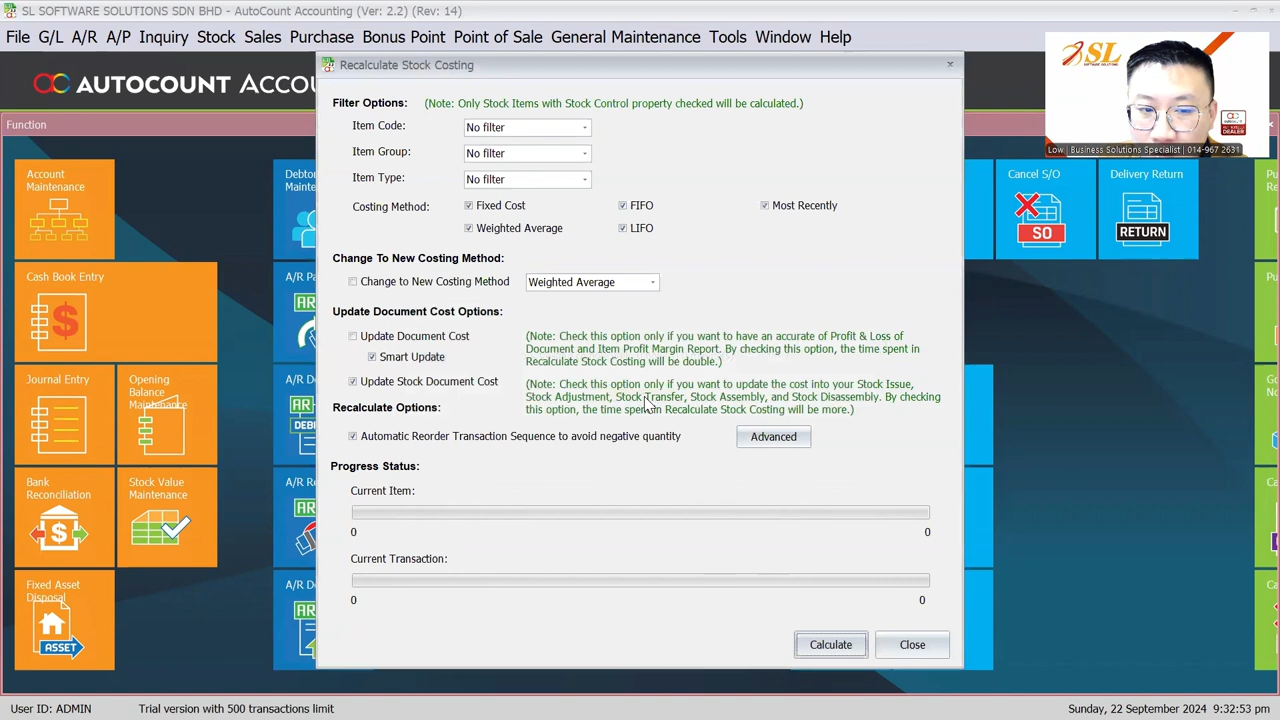 SL SOFTWARE SOLUTIONS SDN BHD - AutoCount Accounting (Ver: 2.2) (Rev: 14)
File G/L A/R A/P Inquiry Stock Sales Purchase Bonus Point Point of Sale General Maintenance Tools Window Help
AUTOCOUNT Accou
Function
Account
Maintenance
Cash Book Entry
Journal Entry
Opening
Balance
Maintenance
Bank
Reconciliation
Stock Value
Maintenance
Fixed Asset
Disposal
ASSET
Debto
Mainte
A/R Pa
AR
A/R D
AR
DEBI
A/R Re
A/R De
AR
Recalculate Stock Costing
Filter Options: (Note: Only Stock Items with Stock Control property checked will be calculated.)
Item Code: No filter
Item Group: No filter
Item Type: No filter
Costing Method: Fixed Cost FIFO Most Recently
Weighted Average LIFO
Change To New Costing Method:
Change to New Costing Method Weighted Average
Update Document Cost Options:
Update Document Cost
Smart Update
(Note: Check this option only if you want to have an accurate of Profit & Loss of
Document and Item Profit Margin Report. By checking this option, the time spent in
Recalculate Stock Costing will be double.)
Update Stock Document Cost
(Note: Check this option only if you want to update the cost into your Stock Issue,
Stock Adjustment, Stock Transfer, Stock Assembly, and Stock Disassembly. By checking
this option, the time spent in Recalculate Stock Costing will be more.)
Recalculate Options:
Automatic Reorder Transaction Sequence to avoid negative quantity Advanced
Progress Status:
Current Item:
0 0
Current Transaction:
0 0
Calculate Close
SL
Low | Business Solutions Specialist | 014-967 2631
Cancel S/O
SO
Delivery Return
RETURN
User ID: ADMIN Trial version with 500 transactions limit Sunday, 22 September 2024 9:32:53 pm